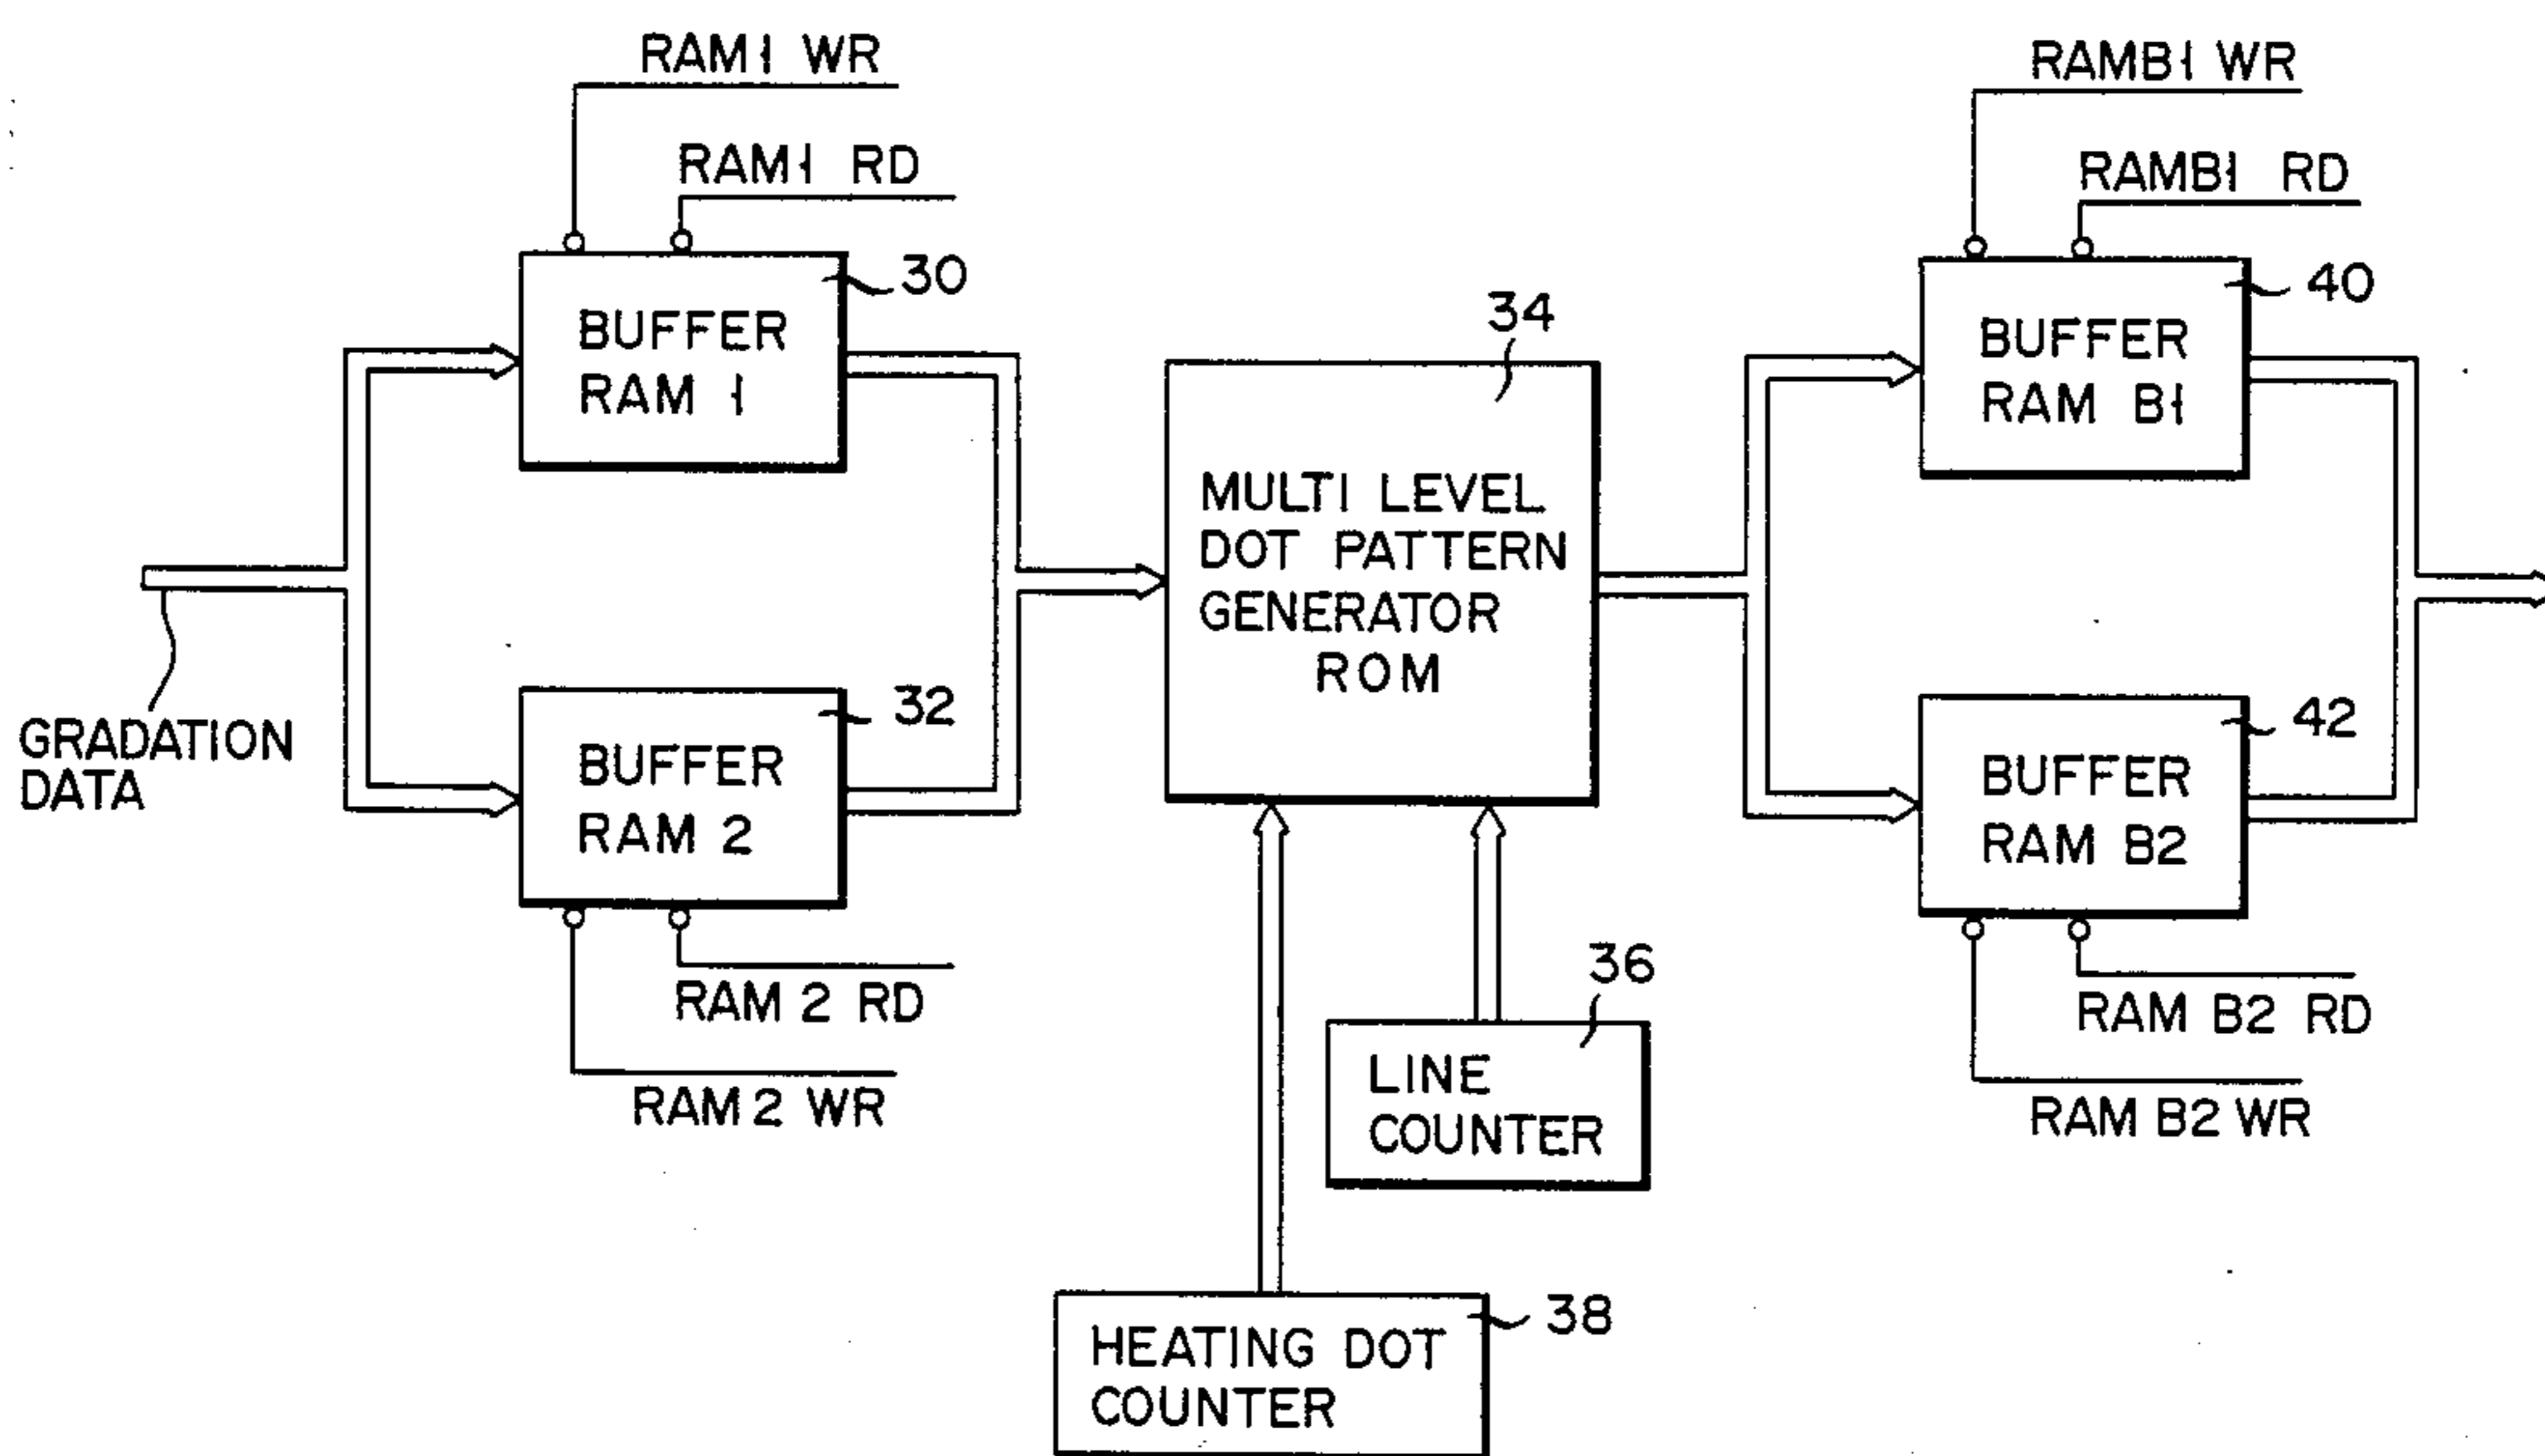 RAM1 WR
RAM1 RD
30
BUFFER
RAM 1
GRADATION
DATA
32
BUFFER
RAM 2
RAM 2 RD
RAM 2 WR
34
MULTI LEVEL
DOT PATTERN
GENERATOR
ROM
36
LINE
COUNTER
38
HEATING DOT
COUNTER
RAMB1 WR
RAMB1 RD
40
BUFFER
RAM B1
42
BUFFER
RAM B2
RAM B2 RD
RAM B2 WR